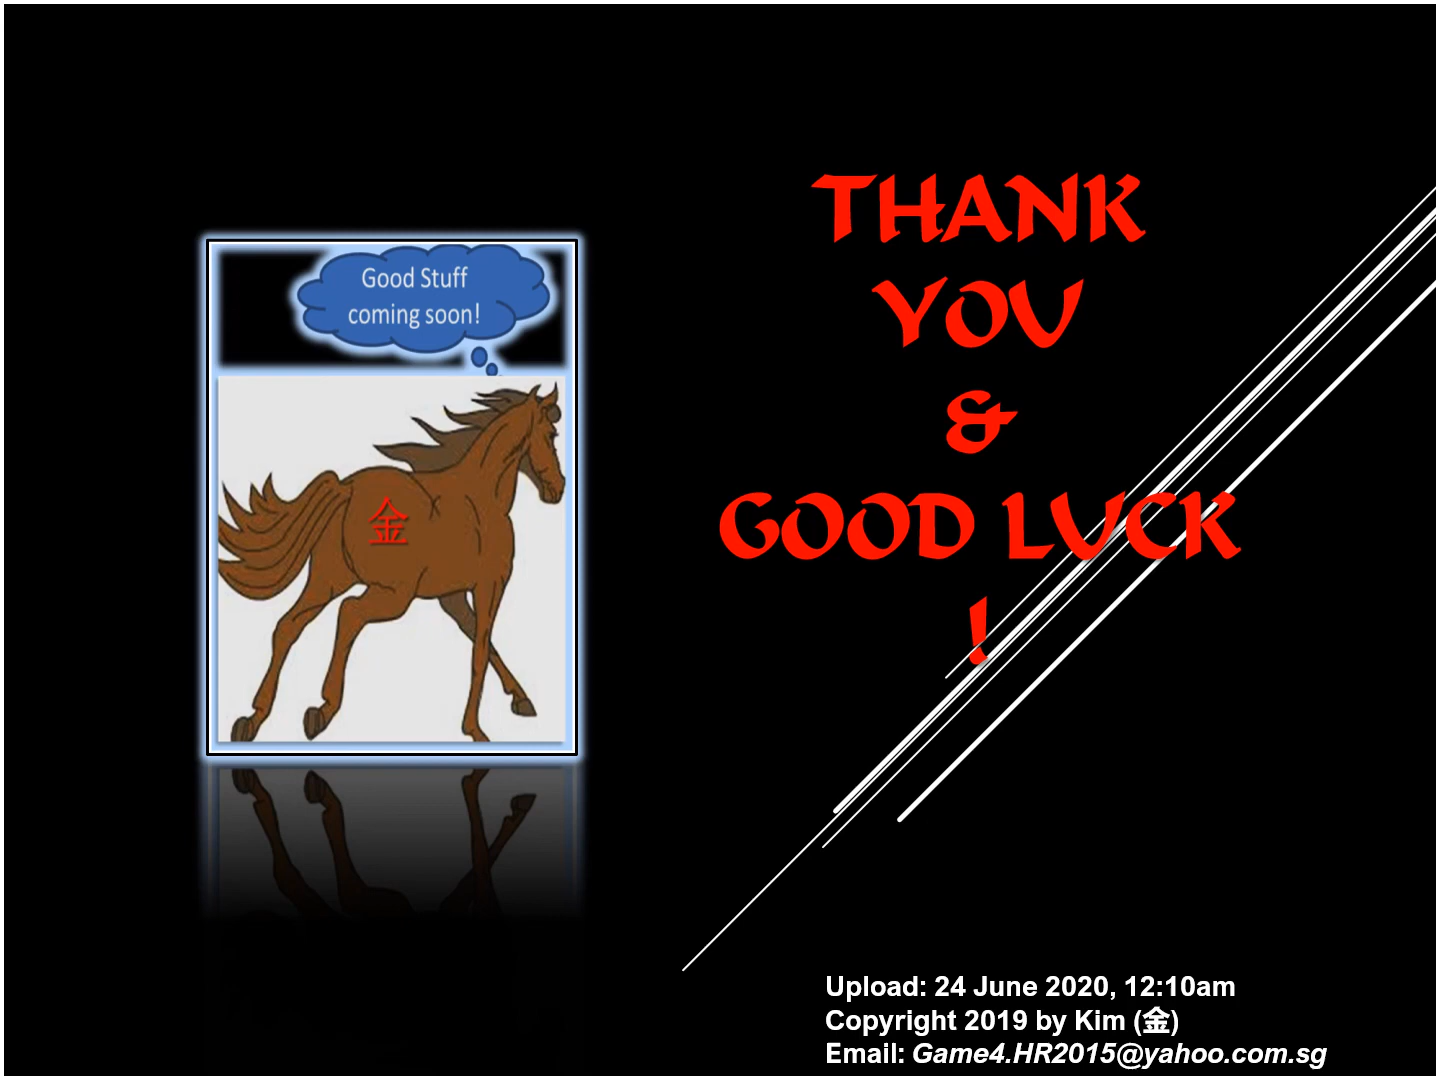 Good Stuff
coming soon!
金
THANK
YOU
&
GOOD LUCK
!
Upload: 24 June 2020, 12:10am
Copyright 2019 by Kim (金)
Email: Game4.HR2015@yahoo.com.sg